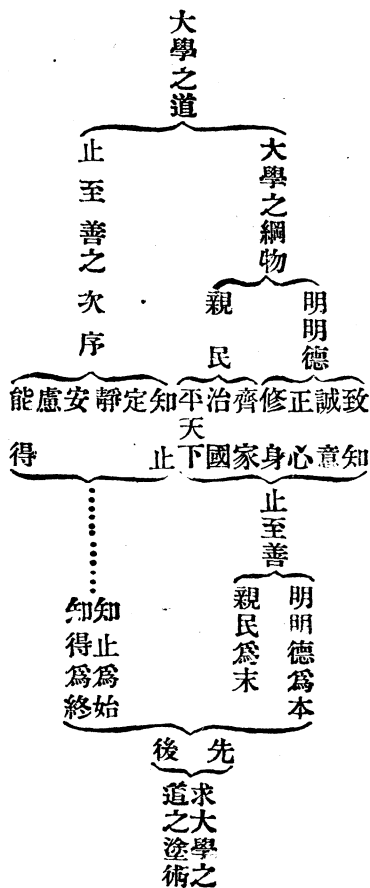 大學之道
大學之綱物
止至善之次序
明明德
親民
致知
誠意
正心
修身
齊家
治國
平天下
知止
定
靜
安
慮
能得
止至善
明明德爲本
親民爲末
知止爲始
知得爲終
先
後
求大學之
道之塗術